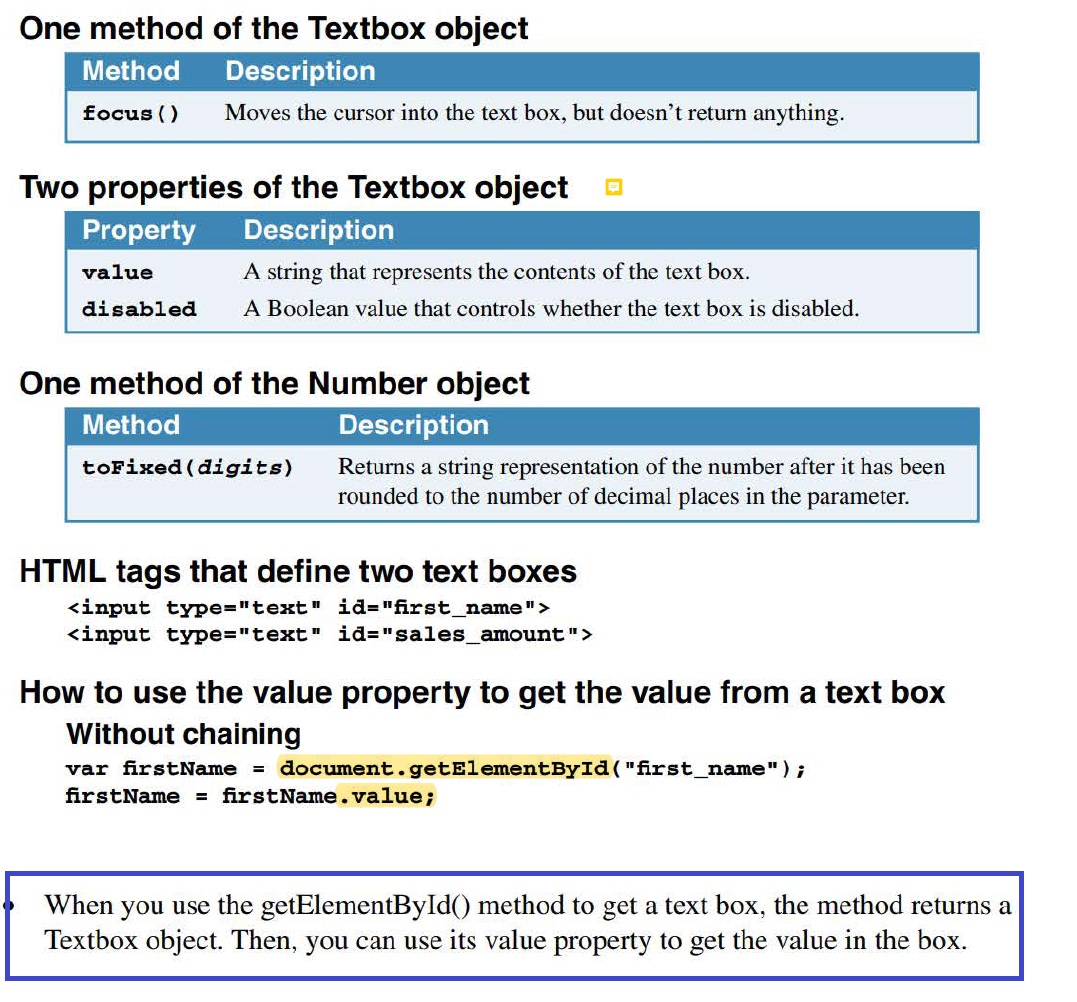 One method of the Textbox object
Method Description
focus() Moves the cursor into the text box, but doesn't return anything.
Two properties of the Textbox object
Property Description
value A string that represents the contents of the text box.
disabled A Boolean value that controls whether the text box is disabled.
One method of the Number object
Method Description
toFixed(digits) Returns a string representation of the number after it has been
rounded to the number of decimal places in the parameter.
HTML tags that define two text boxes
<input type="text" id="first_name">
<input type="text" id="sales_amount">
How to use the value property to get the value from a text box
Without chaining
var firstName = document.getElementById("first_name");
firstName = firstName.value;
• When you use the getElementById() method to get a text box, the method returns a
Textbox object. Then, you can use its value property to get the value in the box.